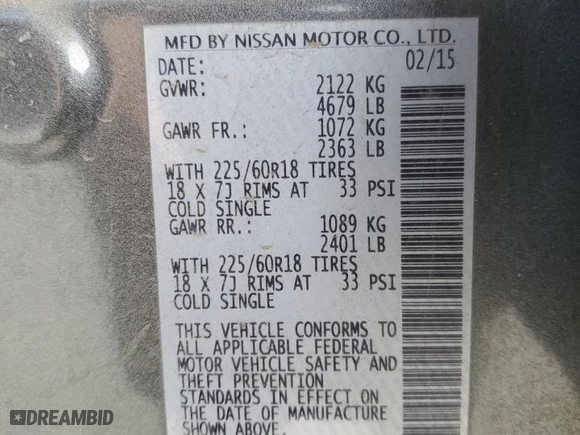 MFD BY NISSAN MOTOR CO., LTD.
DATE: 02/15
GVWR: 2122 KG
4679 LB
GAWR FR.: 1072 KG
2363 LB
WITH 225/60R18 TIRES
18 X 7J RIMS AT 33 PSI
COLD SINGLE
GAWR RR.: 1089 KG
2401 LB
WITH 225/60R18 TIRES
18 X 7J RIMS AT 33 PSI
COLD SINGLE
THIS VEHICLE CONFORMS TO
ALL APPLICABLE FEDERAL
MOTOR VEHICLE SAFETY AND
THEFT PREVENTION
STANDARDS IN EFFECT ON
THE DATE OF MANUFACTURE
SHOWN ABOVE.
DREAMBID